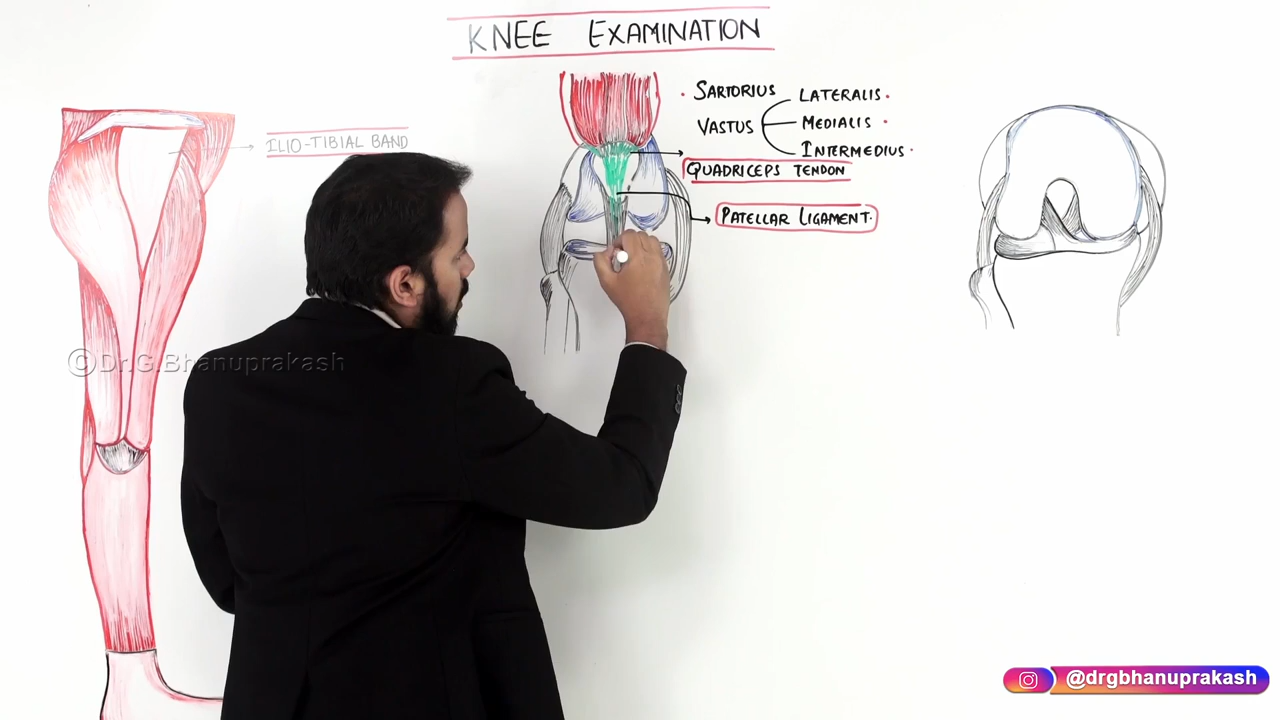 KNEE EXAMINATION
SARTORIUS
VASTUS
LATERALIS.
MEDIALIS
INTERMEDIUS
QUADRICEPS TENDON
PATELLAR LIGAMENT.
ILIO-TIBIAL BAND
©Dr.G.Bhanuprakash
@drgbhanuprakash